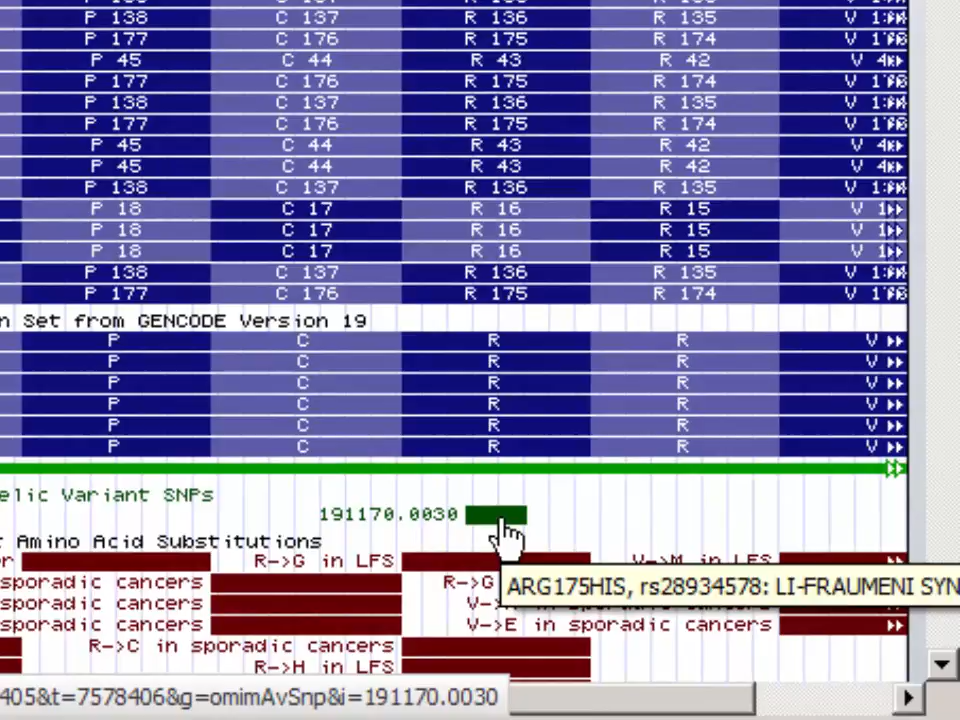 P 138 C 137 R 136 R 135
P 177 C 176 R 175 R 174 V
P 45 C 44 R 43 R 42 V
P 177 C 176 R 175 R 174 V
P 138 C 137 R 136 R 135 V
P 177 C 176 R 175 R 174 V
P 45 C 44 R 43 R 42 V
P 45 C 44 R 43 R 42 V
P 138 C 137 R 136 R 135 V
P 18 C 17 R 16 R 15 V
P 18 C 17 R 16 R 15 V
P 18 C 17 R 16 R 15 V
P 138 C 137 R 136 R 135 V
P 177 C 176 R 175 R 174 V
n Set from GENCODE Version 19
P C R R V
P C R R V
P C R R V
P C R R V
P C R R V
P C R R V
elic Variant SNPs
191170.0030
Amino Acid Substitutions
R->G in LFS V->M in LFS
sporadic cancers R->G
ARG175HIS, rs28934578: LI-FRAUMENI SYN
sporadic cancers
sporadic cancers V->E in sporadic cancers
R->C in sporadic cancers
R->H in LFS
405&t=7578406&g=omimAvSnp&i=191170.0030